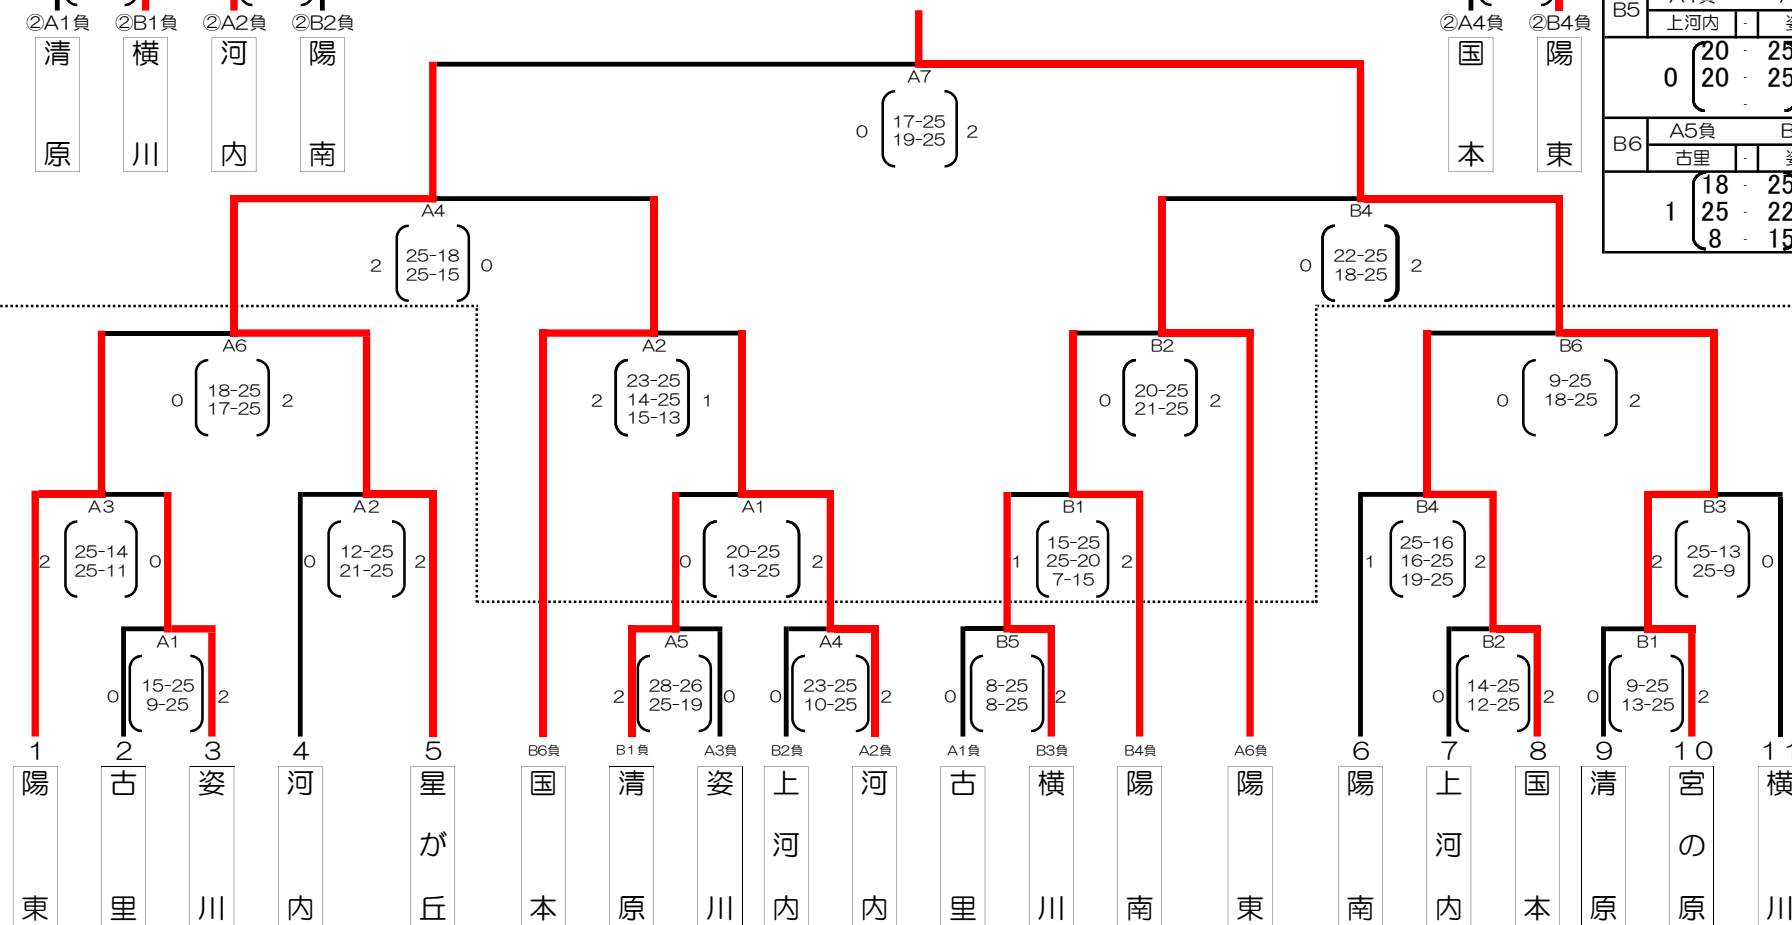 ②A1負 ②B1負 ②A2負 ②B2負
清原 横川 河内 陽南
②A4負 ②B4負
国本 陽東
B5
上河内 -
0 20 - 25
20 - 25
-
B6 A5負 B
古里 -
1 18 - 25
25 - 22
8 - 15
A7
0 17-25 2
19-25
A4
2 25-18 0
25-15
B4
0 22-25 2
18-25
A6
0 18-25 2
17-25
A2
2 23-25 1
14-25
15-13
B2
0 20-25 2
21-25
B6
0 9-25 2
18-25
A3
2 25-14 0
25-11
A2
0 12-25 2
21-25
A1
0 20-25 2
13-25
B1
1 15-25 2
25-20
7-15
B4
1 25-16 2
16-25
19-25
B3
2 25-13 0
25-9
A1
0 15-25 2
9-25
A5
2 28-26 0
25-19
A4
0 23-25 2
10-25
B5
0 8-25 2
8-25
B2
0 14-25 2
12-25
B1
0 9-25 2
13-25
1 2 3 4 5 B6負 B1負 A3負 B2負 A2負 A1負 B3負 B4負 A6負 6 7 8 9 10 11
陽東 古里 姿川 河内 星が丘 国本 清原 姿川 上河内 河内 古里 横川 陽南 陽東 陽南 上河内 国本 清原 宮の原 横川